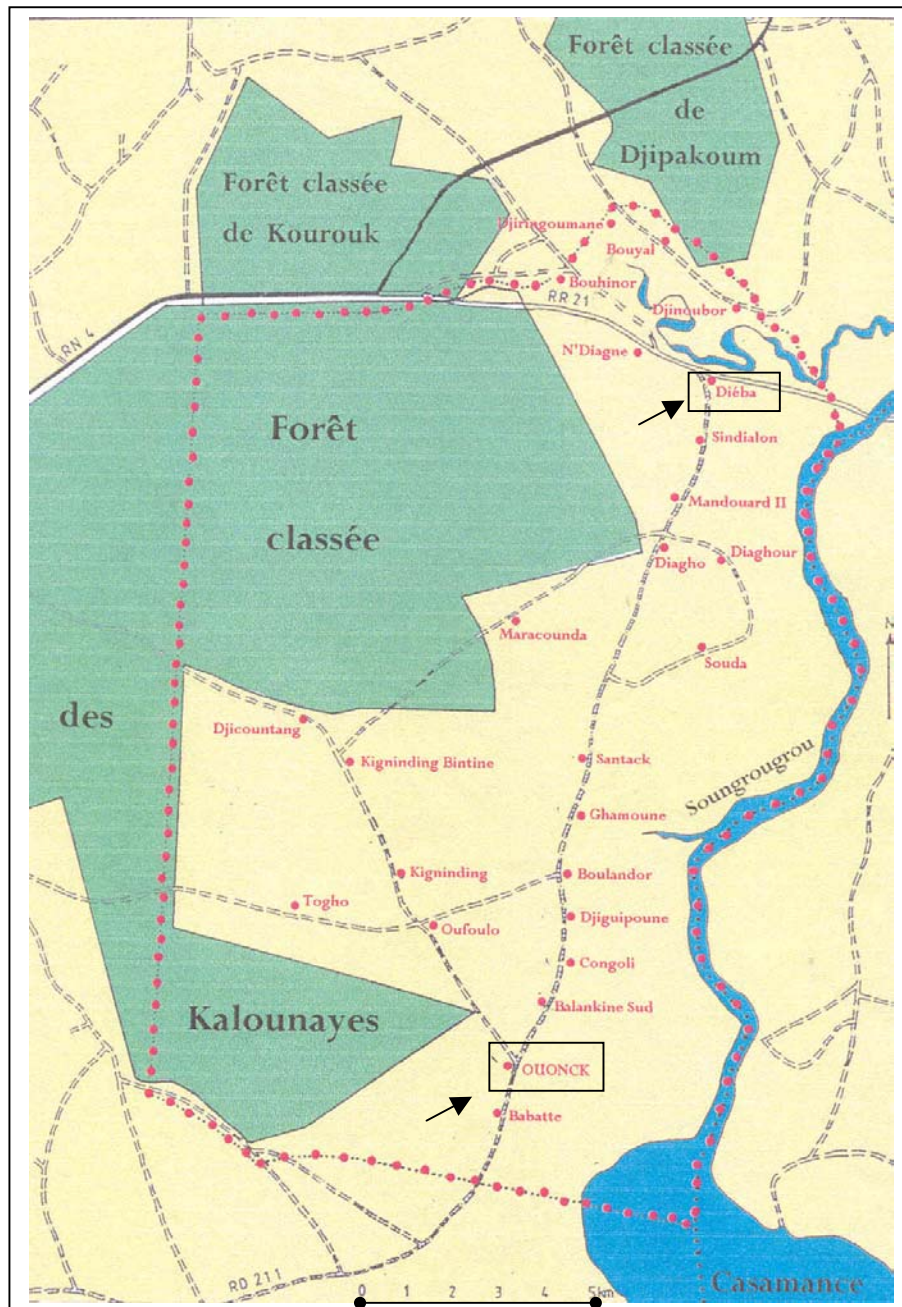 Forêt classée
de
Djipakoum
Forêt classée
de Kourouk
Djiringoumane
Bouyal
Bouhinor
RR 21
Djinoubor
RN 4
N'Diagne
Diéba
Forêt
Sindialon
Mandouard II
classée
Diagho
Diaghour
Maracounda
N
Souda
des
Djicountang
Kigninding Bintine
Santack
Soungrougrou
Ghamoune
Kigninding
Boulandor
Togho
Djiguipoune
Oufoulo
Congoli
Kalounayes
Balankine Sud
OUONCK
Babatte
RD 211
0 1 2 3 4 5 km
Casamance